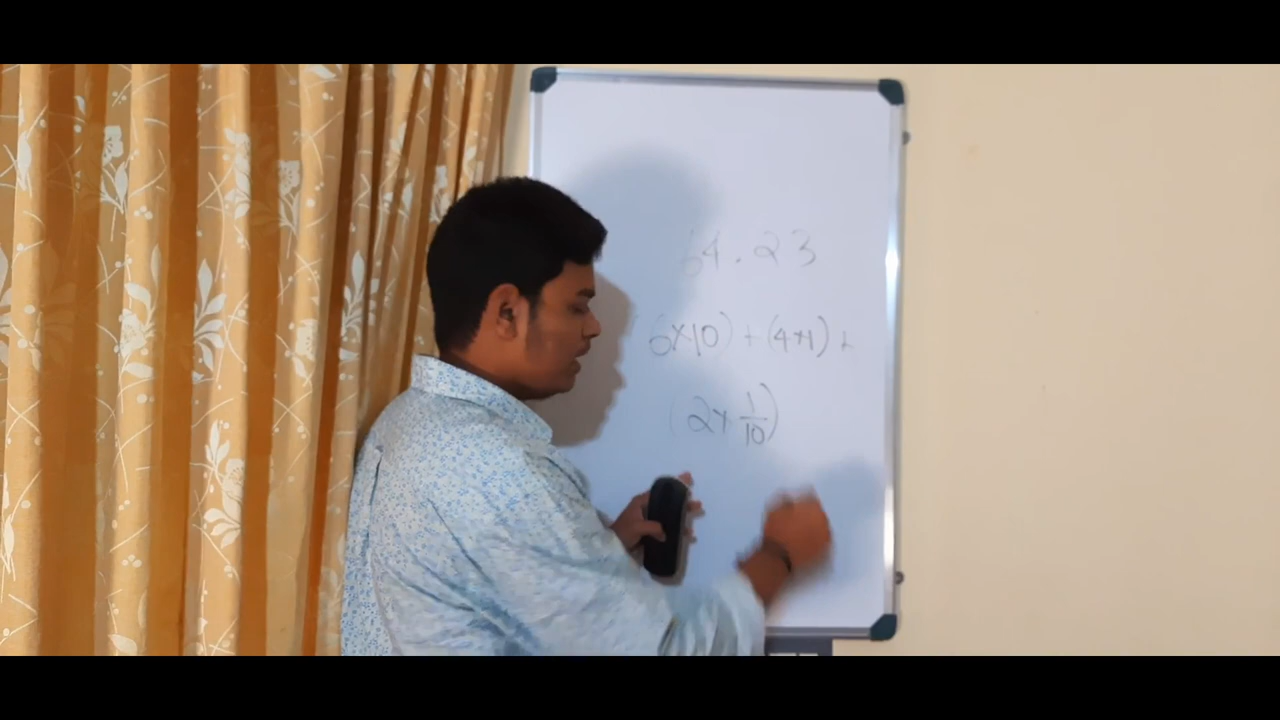 64.23
(6×10) + (4×1) +
(2× 1/10)